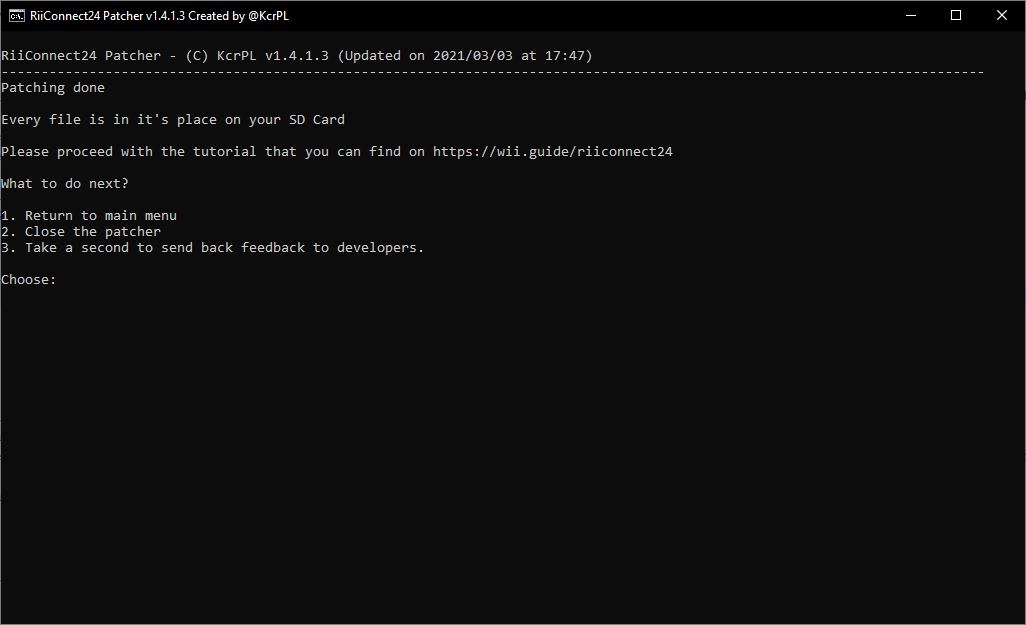 RiiConnect24 Patcher v1.4.1.3 Created by @KcrPL
RiiConnect24 Patcher - (C) KcrPL v1.4.1.3 (Updated on 2021/03/03 at 17:47)
---------------------------------------------------------------------------------------------------------------------------
Patching done
Every file is in it's place on your SD Card
Please proceed with the tutorial that you can find on https://wii.guide/riiconnect24
What to do next?
1. Return to main menu
2. Close the patcher
3. Take a second to send back feedback to developers.
Choose: